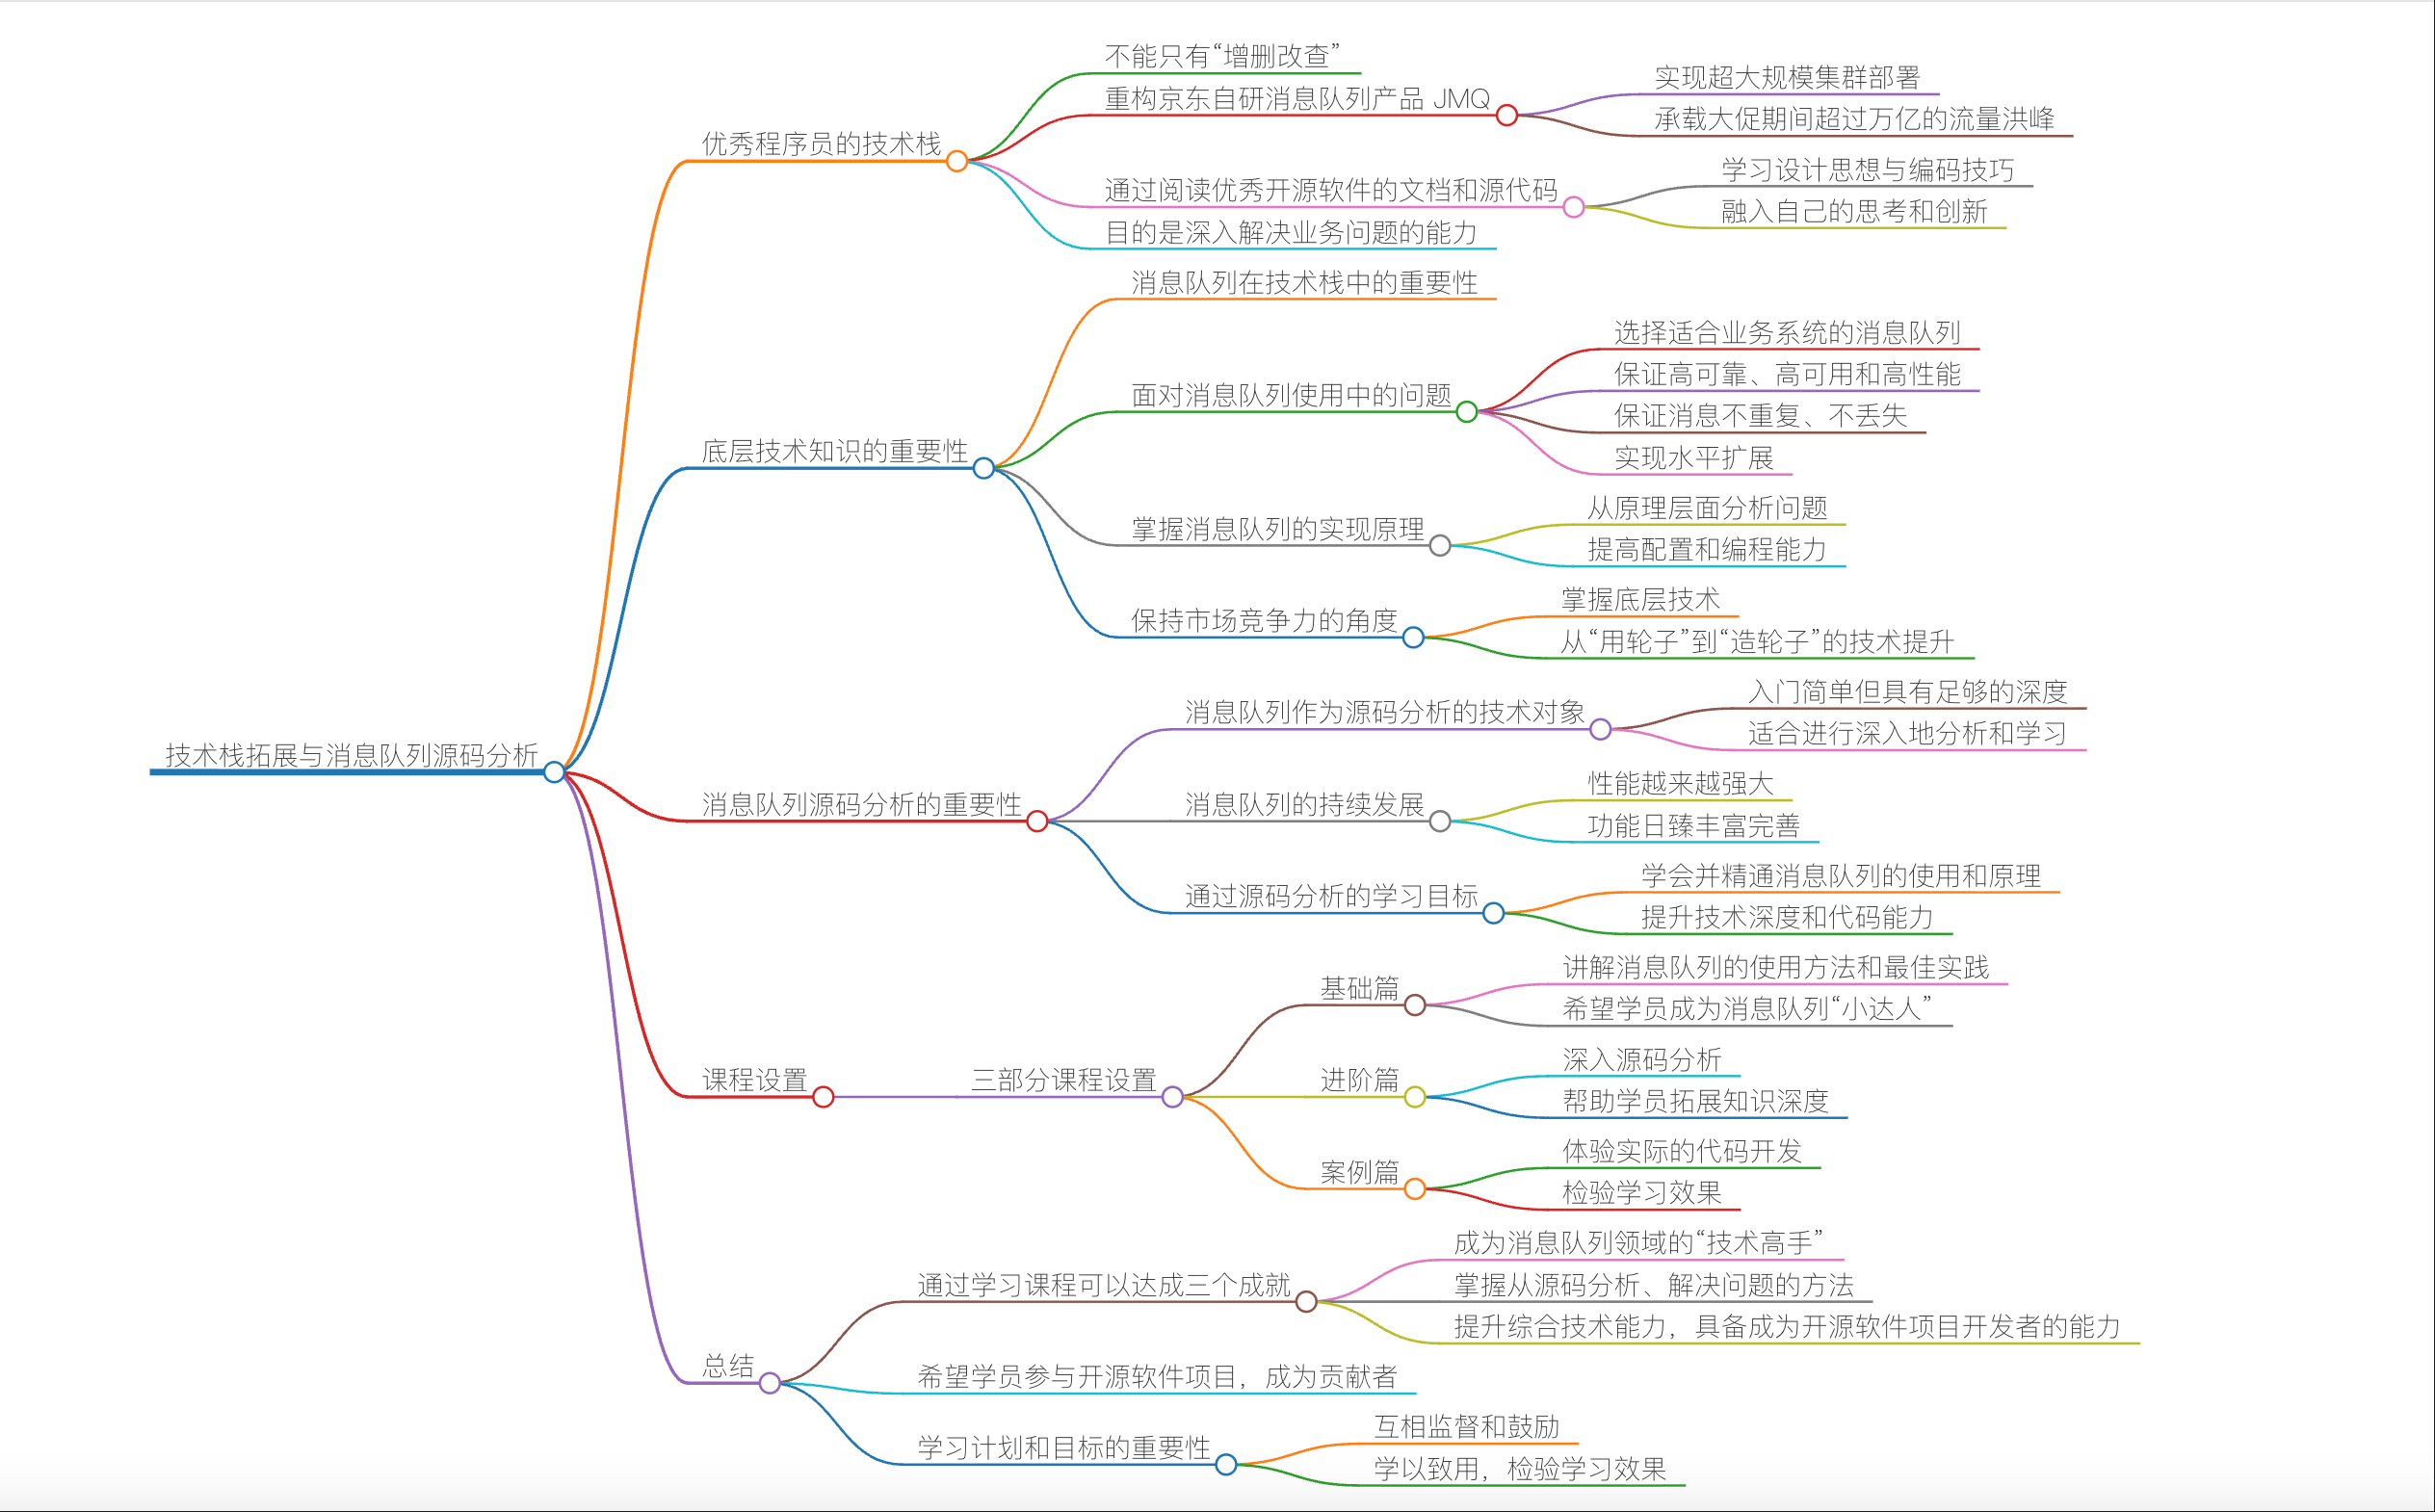 不能只有“增删改查”
实现超大规模集群部署
重构京东自研消息队列产品 JMQ
承载大促期间超过万亿的流量洪峰
优秀程序员的技术栈
学习设计思想与编码技巧
通过阅读优秀开源软件的文档和源代码
融入自己的思考和创新
目的是深入解决业务问题的能力
消息队列在技术栈中的重要性
选择适合业务系统的消息队列
保证高可靠、高可用和高性能
面对消息队列使用中的问题
保证消息不重复、不丢失
底层技术知识的重要性
实现水平扩展
从原理层面分析问题
掌握消息队列的实现原理
提高配置和编程能力
掌握底层技术
保持市场竞争力的角度
从“用轮子”到“造轮子”的技术提升
入门简单但具有足够的深度
消息队列作为源码分析的技术对象
适合进行深入地分析和学习
技术栈拓展与消息队列源码分析
性能越来越强大
消息队列源码分析的重要性
消息队列的持续发展
功能日臻丰富完善
学会并精通消息队列的使用和原理
通过源码分析的学习目标
提升技术深度和代码能力
讲解消息队列的使用方法和最佳实践
基础篇
希望学员成为消息队列“小达人”
深入源码分析
课程设置
三部分课程设置
进阶篇
帮助学员拓展知识深度
体验实际的代码开发
案例篇
检验学习效果
成为消息队列领域的“技术高手”
通过学习课程可以达成三个成就
掌握从源码分析、解决问题的方法
提升综合技术能力，具备成为开源软件项目开发者的能力
总结
希望学员参与开源软件项目，成为贡献者
互相监督和鼓励
学习计划和目标的重要性
学以致用，检验学习效果